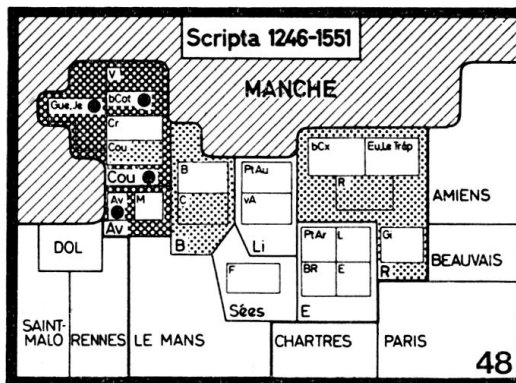 Scripta 1246-1551
MANCHE
V
Gue, Je
bCot
Cr
Cou
Cou
Av
M
Av
B
C
B
PtAu
vA
Li
F
Sées
bCx
Eu, Le Trép
R
PtAr
L
BR
E
E
Gi
R
AMIENS
BEAUVAIS
DOL
SAINT-
MALO
RENNES
LE MANS
CHARTRES
PARIS
48